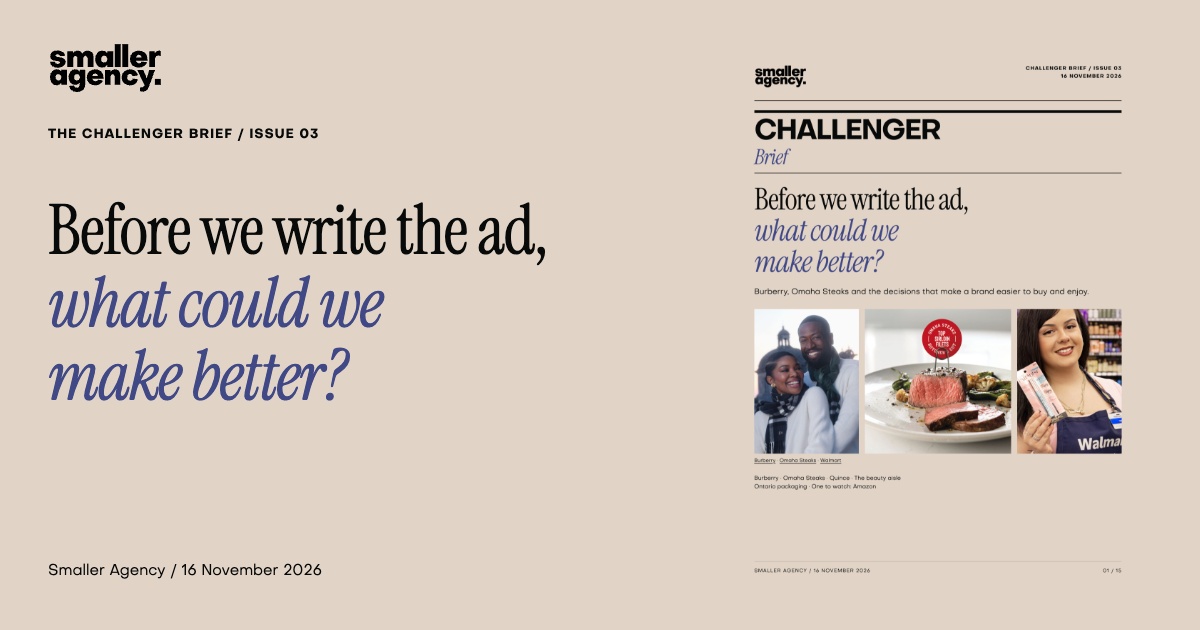 smaller
agency.
THE CHALLENGER BRIEF / ISSUE 03
Before we write the ad,
what could we
make better?
Smaller Agency / 16 November 2026
smaller
agency.
CHALLENGER BRIEF / ISSUE 03
16 NOVEMBER 2026
CHALLENGER
Brief
Before we write the ad,
what could we
make better?
Burberry, Omaha Steaks and the decisions that make a brand easier to buy and enjoy.
OMAHA STEAKS
TOP
SIRLOIN
FILETS
Walma
Burberry · Omaha Steaks · Walmart
Burberry · Omaha Steaks · Quince · The beauty aisle
Ontario packaging · One to watch: Amazon
SMALLER AGENCY / 16 NOVEMBER 2026
01 / 15